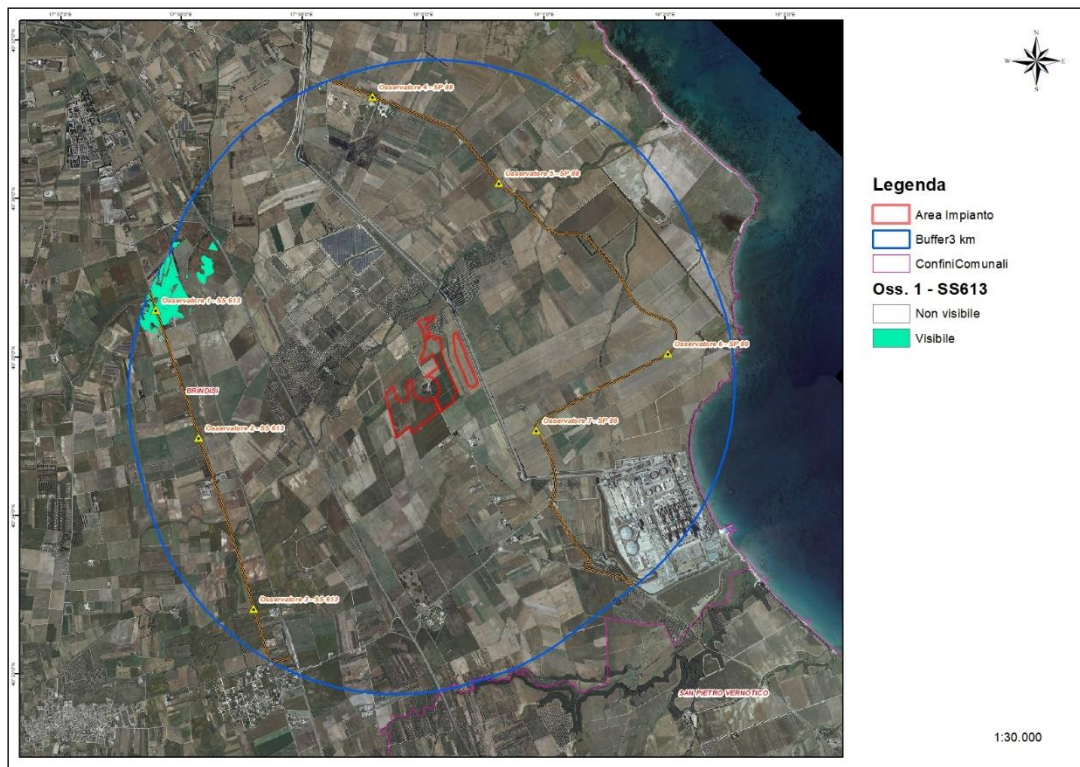 Osservatore 4 - SP 88
Osservatore 5 - SP 88
Osservatore 1 - SS 613
Osservatore 6 - SP 88
BRINDISI
Osservatore 2 - SS 613
Osservatore 7 - SP 88
Osservatore 3 - SS 613
SAN PIETRO VERNOTICO
N
W
E
S
Legenda
Area Impianto
Buffer3 km
ConfiniComunali
Oss. 1 - SS613
Non visibile
Visibile
1:30.000